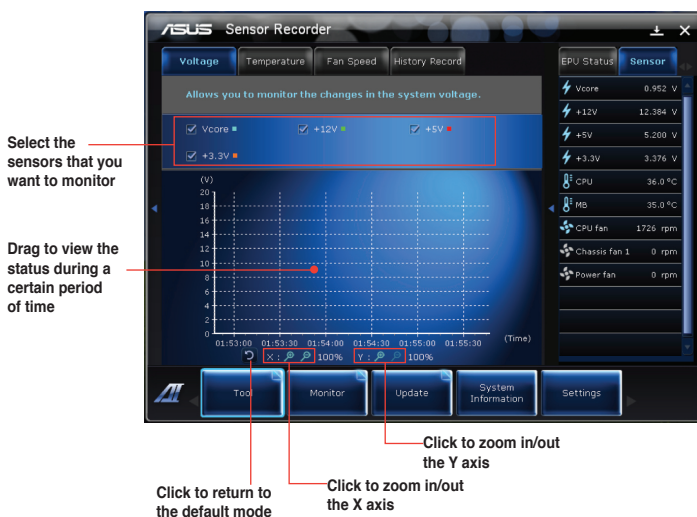 ASUS Sensor Recorder
Voltage
Temperature
Fan Speed
History Record
EPU Status
Sensor
Allows you to monitor the changes in the system voltage.
Vcore
+12V
+5V
+3.3V
Vcore 0.952 V
+12V 12.384 V
+5V 5.200 V
+3.3V 3.376 V
CPU 36.0 °C
MB 35.0 °C
CPU fan 1726 rpm
Chassis fan 1 0 rpm
Power fan 0 rpm
Select the
sensors that you
want to monitor
Drag to view the
status during a
certain period
of time
(V)
20
18
16
14
12
10
8
6
4
2
0
01:53:00 01:53:30 01:54:00 01:54:30 01:55:00 01:55:30
(Time)
X : 100%
Y : 100%
Tool
Monitor
Update
System
Information
Settings
Click to zoom in/out
the Y axis
Click to zoom in/out
the X axis
Click to return to
the default mode